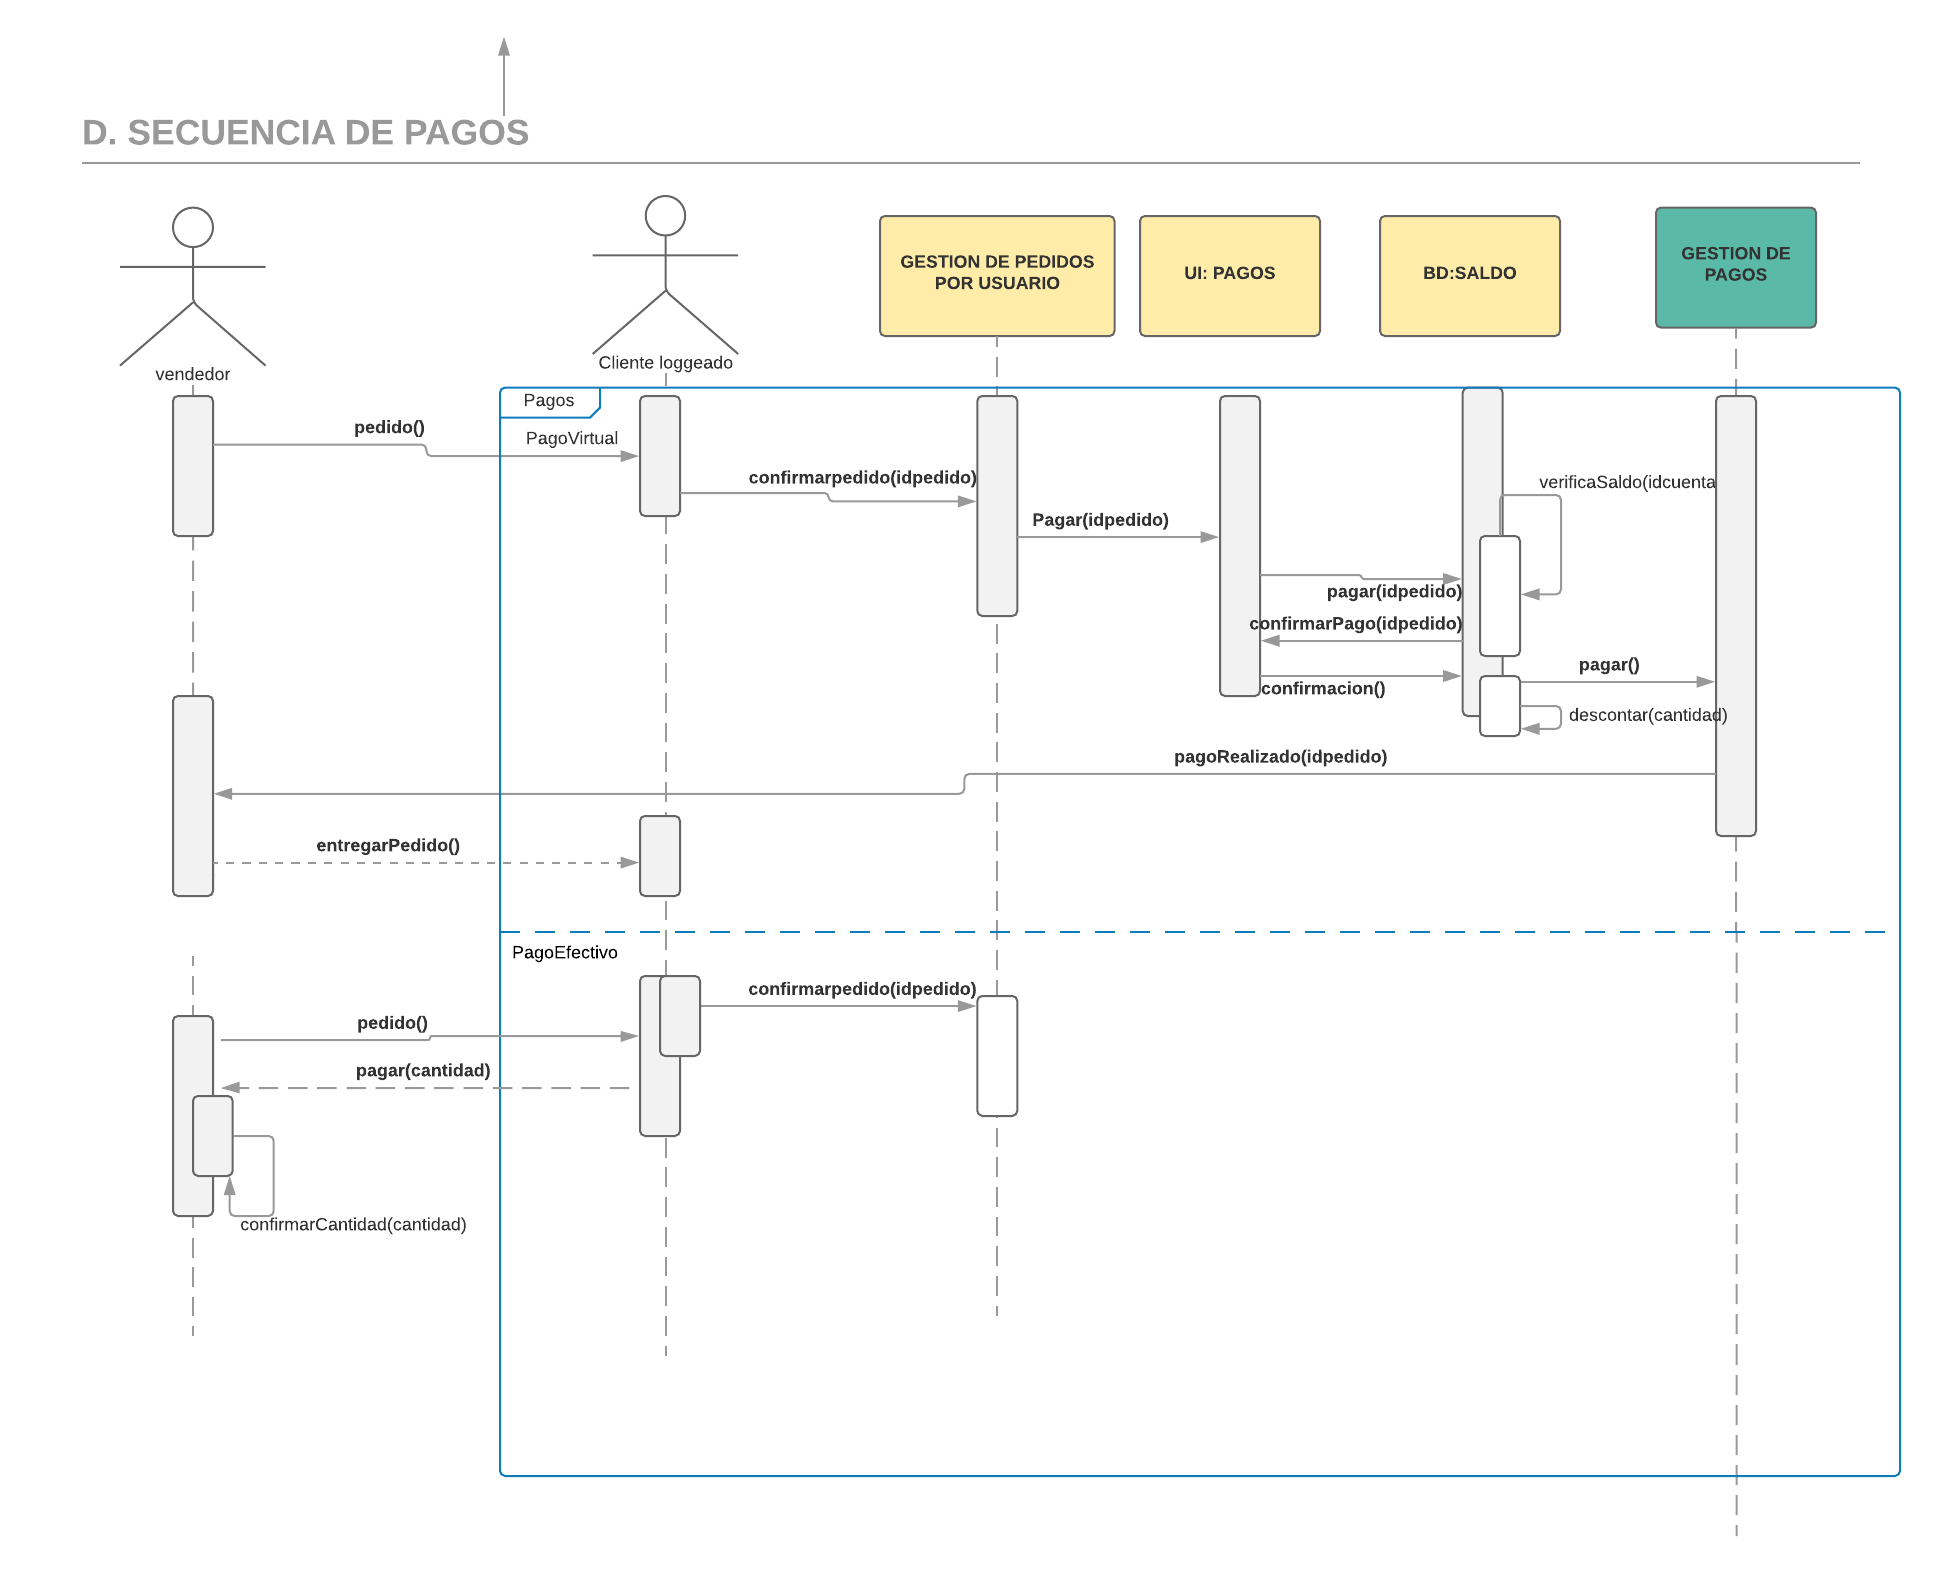 D. SECUENCIA DE PAGOS
vendedor
Cliente loggeado
GESTION DE PEDIDOS
POR USUARIO
UI: PAGOS
BD:SALDO
GESTION DE
PAGOS
Pagos
pedido()
PagoVirtual
confirmarpedido(idpedido)
verificaSaldo(idcuenta
Pagar(idpedido)
pagar(idpedido)
confirmarPago(idpedido)
pagar()
confirmacion()
descontar(cantidad)
pagoRealizado(idpedido)
entregarPedido()
PagoEfectivo
confirmarpedido(idpedido)
pedido()
pagar(cantidad)
confirmarCantidad(cantidad)